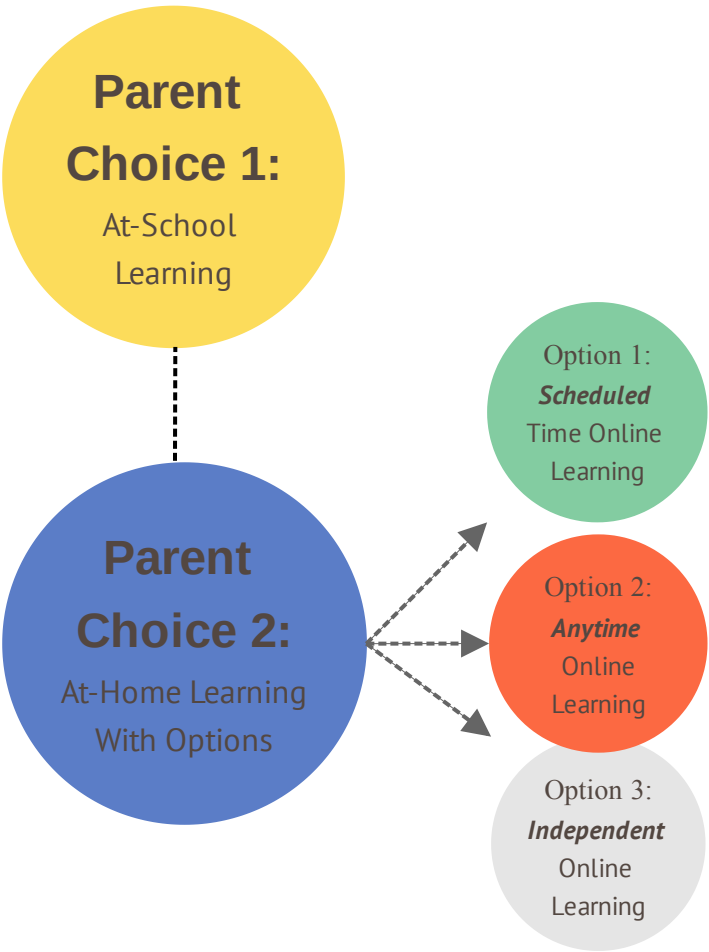 Parent
Choice 1:
At-School
Learning
Parent
Choice 2:
At-Home Learning
With Options
Option 1:
Scheduled
Time Online
Learning
Option 2:
Anytime
Online
Learning
Option 3:
Independent
Online
Learning